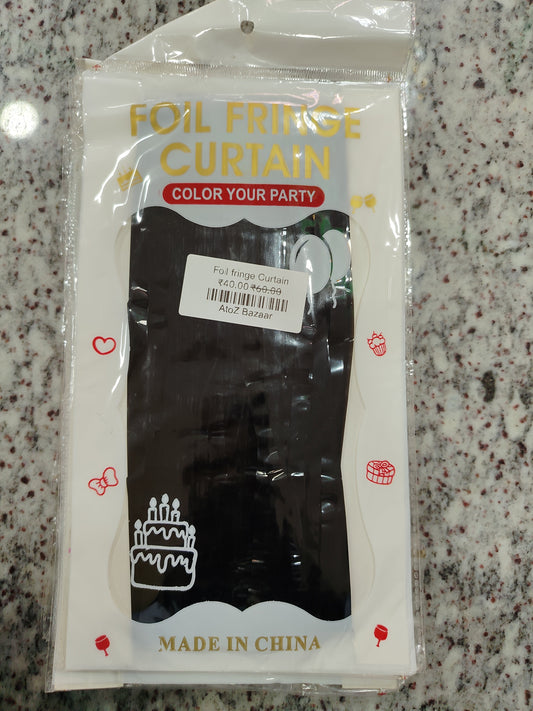 FOIL FRINGE
CURTAIN
COLOR YOUR PARTY
Foil fringe Curtain
₹40.00 ₹60.00
AtoZ Bazaar
MADE IN CHINA